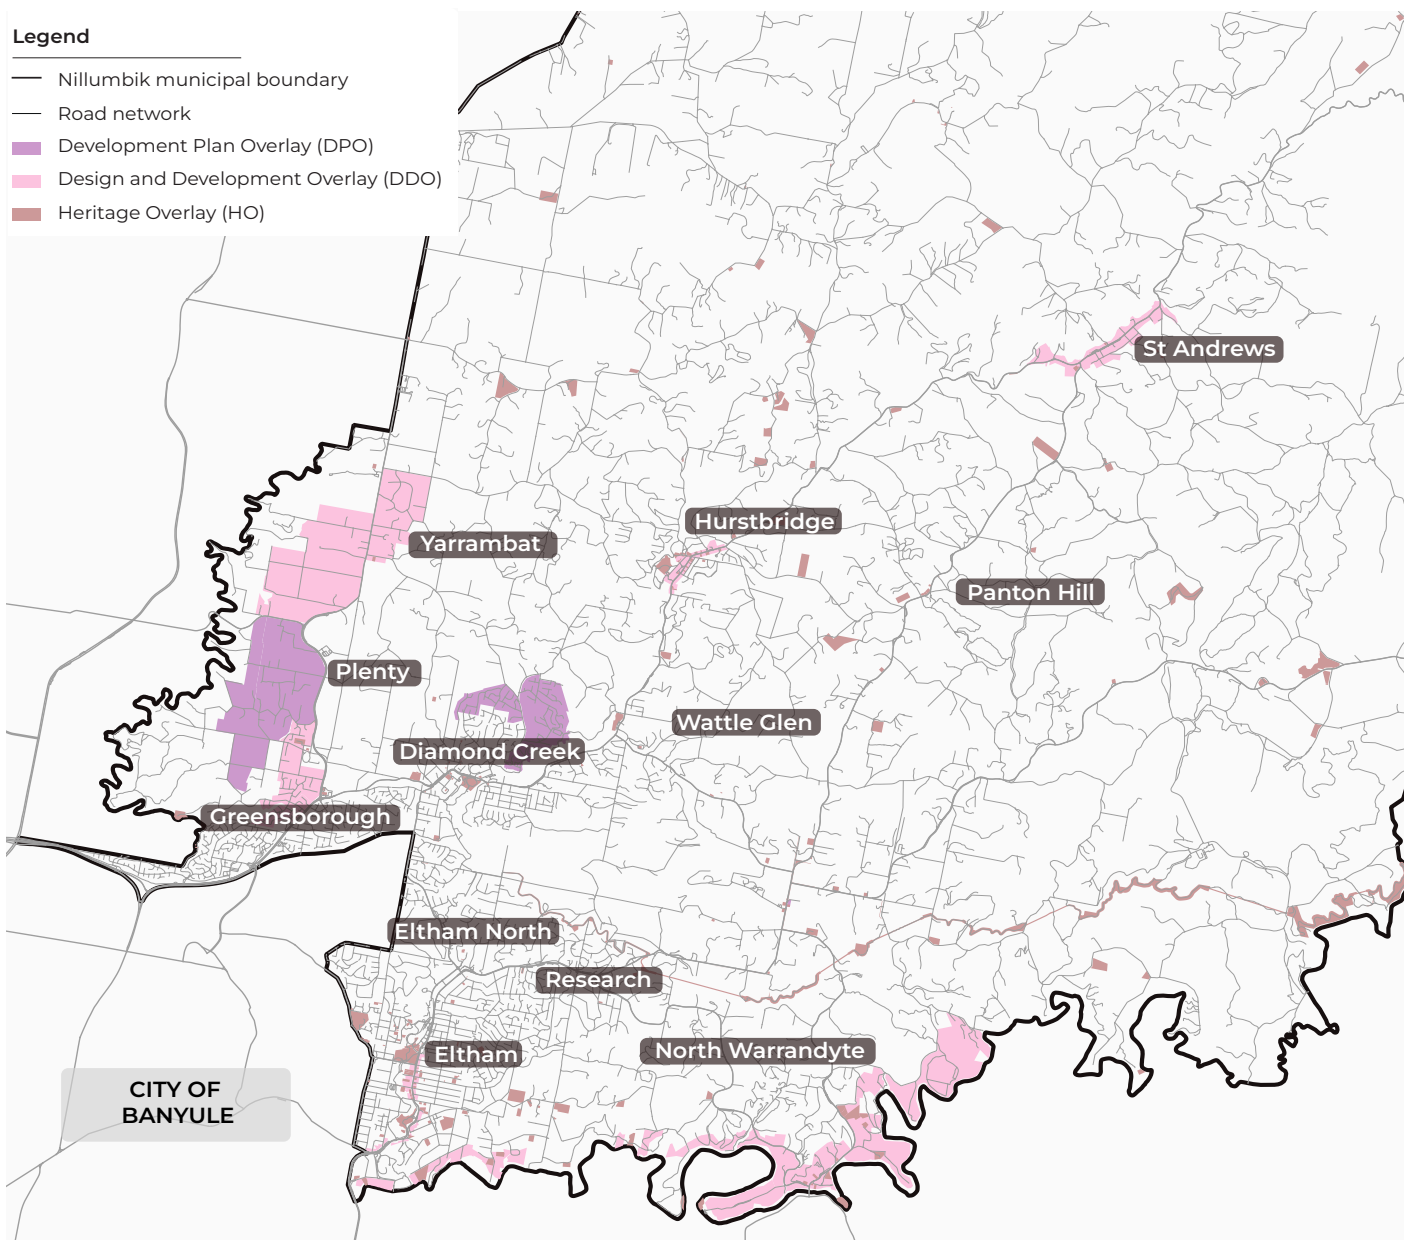 Legend
Nillumbik municipal boundary
Road network
Development Plan Overlay (DPO)
Design and Development Overlay (DDO)
Heritage Overlay (HO)
St Andrews
Hurstbridge
Yarrambat
Panton Hill
Plenty
Wattle Glen
Diamond Creek
Greensborough
Eltham North
Research
North Warrandyte
Eltham
CITY OF
BANYULE